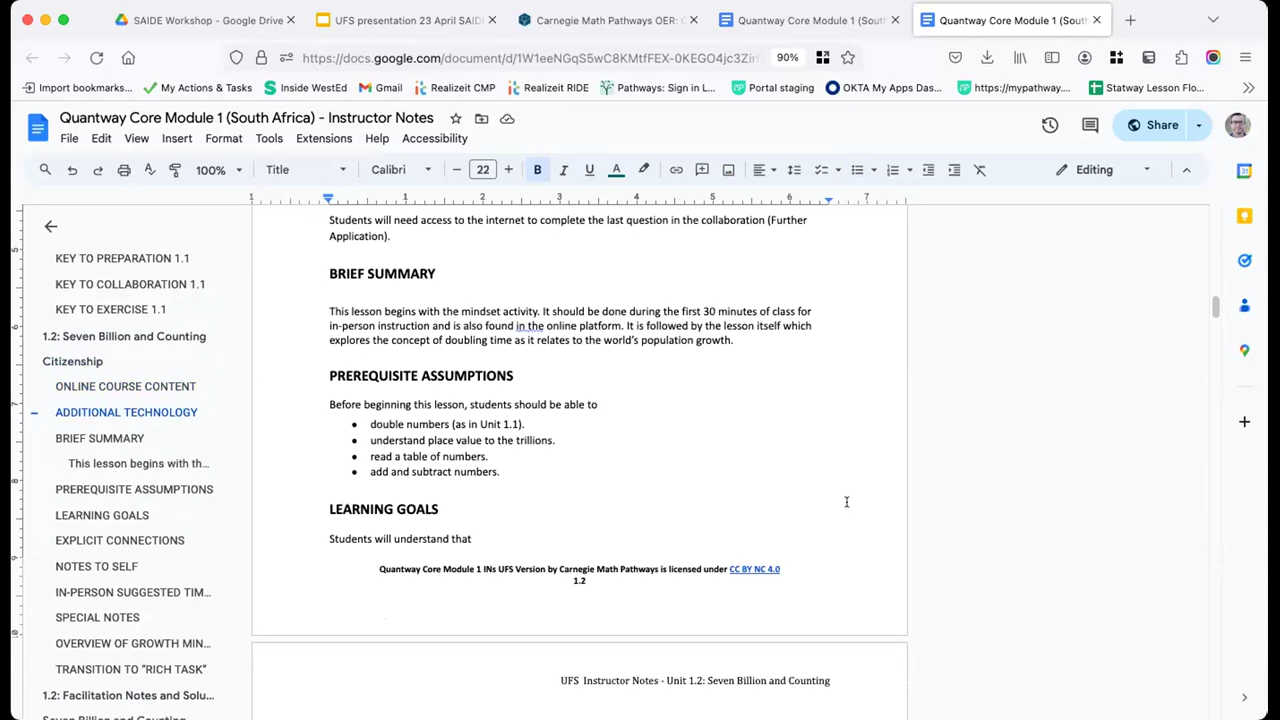 SAIDE Workshop - Google Drive
UFS presentation 23 April SAID
Carnegie Math Pathways OER:
Quantway Core Module 1 (Sout
Quantway Core Module 1 (Sout
90%
Import bookmarks...
My Actions & Tasks
Inside WestEd
Gmail
Realizeit CMP
Realizeit RIDE
Pathways: Sign in L...
Portal staging
OKTA My Apps Das...
https://mypathway....
Statway Lesson Flo...
Quantway Core Module 1 (South Africa) - Instructor Notes
File Edit View Insert Format Tools Extensions Help Accessibility
Share
100% Title Calibri 22 B I U A Editing
1 1 2 3 4 5 6 7
KEY TO PREPARATION 1.1
KEY TO COLLABORATION 1.1
KEY TO EXERCISE 1.1
1.2: Seven Billion and Counting
Citizenship
ONLINE COURSE CONTENT
ADDITIONAL TECHNOLOGY
BRIEF SUMMARY
This lesson begins with th...
PREREQUISITE ASSUMPTIONS
LEARNING GOALS
EXPLICIT CONNECTIONS
NOTES TO SELF
IN-PERSON SUGGESTED TIM...
SPECIAL NOTES
OVERVIEW OF GROWTH MIN...
TRANSITION TO "RICH TASK"
1.2: Facilitation Notes and Solu...
Seven Billion and Counting
Students will need access to the internet to complete the last question in the collaboration (Further
Application).
BRIEF SUMMARY
This lesson begins with the mindset activity. It should be done during the first 30 minutes of class for
in-person instruction and is also found in the online platform. It is followed by the lesson itself which
explores the concept of doubling time as it relates to the world's population growth.
PREREQUISITE ASSUMPTIONS
Before beginning this lesson, students should be able to
• double numbers (as in Unit 1.1).
• understand place value to the trillions.
• read a table of numbers.
• add and subtract numbers.
LEARNING GOALS
Students will understand that
Quantway Core Module 1 INs UFS Version by Carnegie Math Pathways is licensed under CC BY NC 4.0
1.2
UFS Instructor Notes - Unit 1.2: Seven Billion and Counting